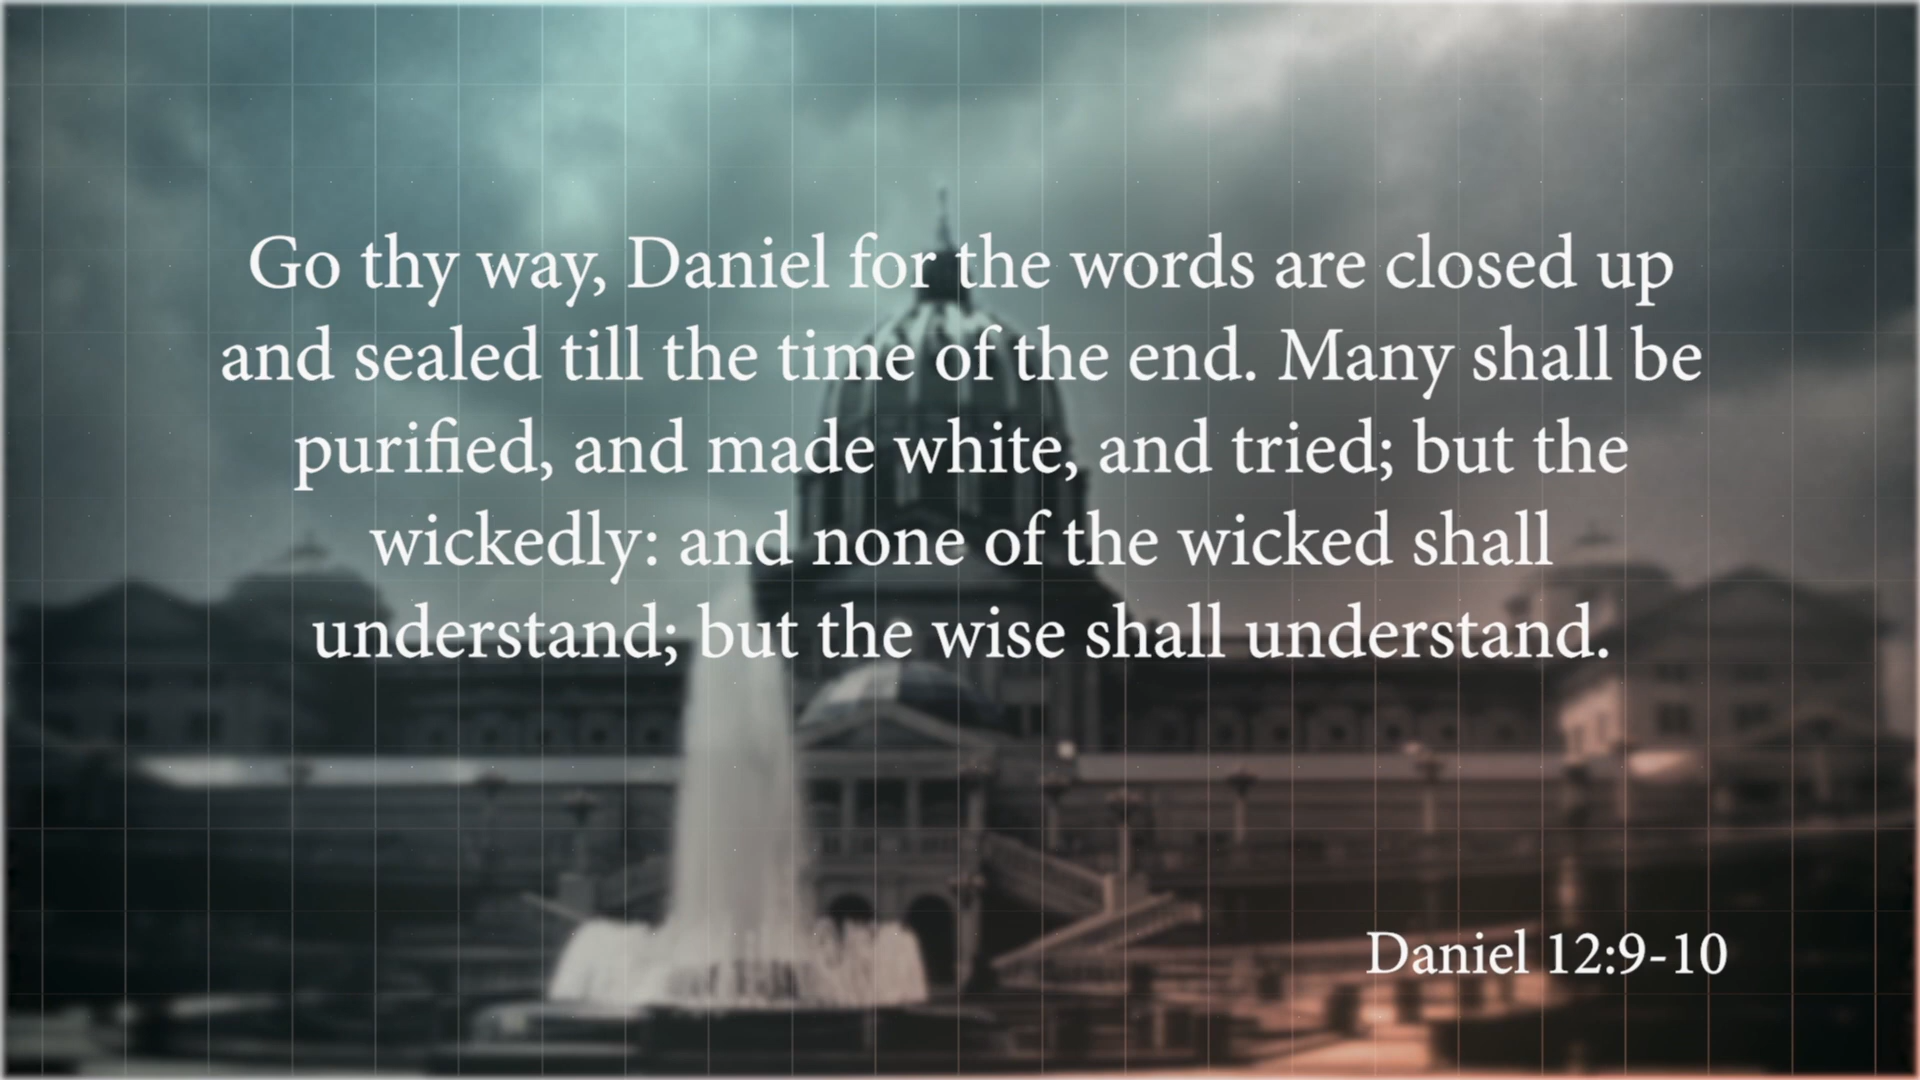 Go thy way, Daniel for the words are closed up
and sealed till the time of the end. Many shall be
purified, and made white, and tried; but the
wickedly: and none of the wicked shall
understand; but the wise shall understand.
Daniel 12:9-10